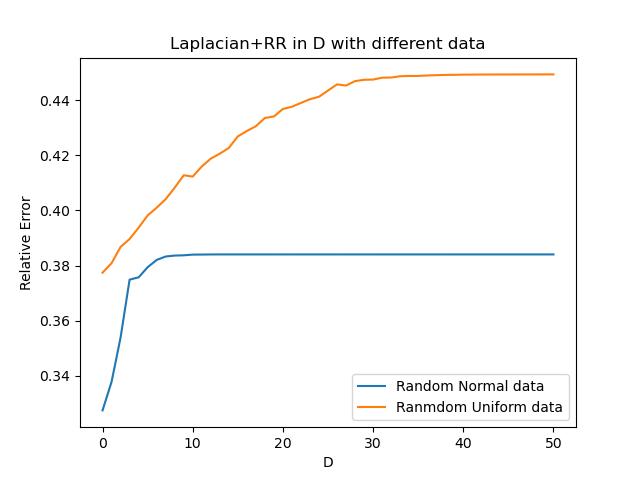 Laplacian+RR in D with different data
Relative Error
0.44
0.42
0.40
0.38
0.36
0.34
0
10
20
30
40
50
D
Random Normal data
Ranmdom Uniform data